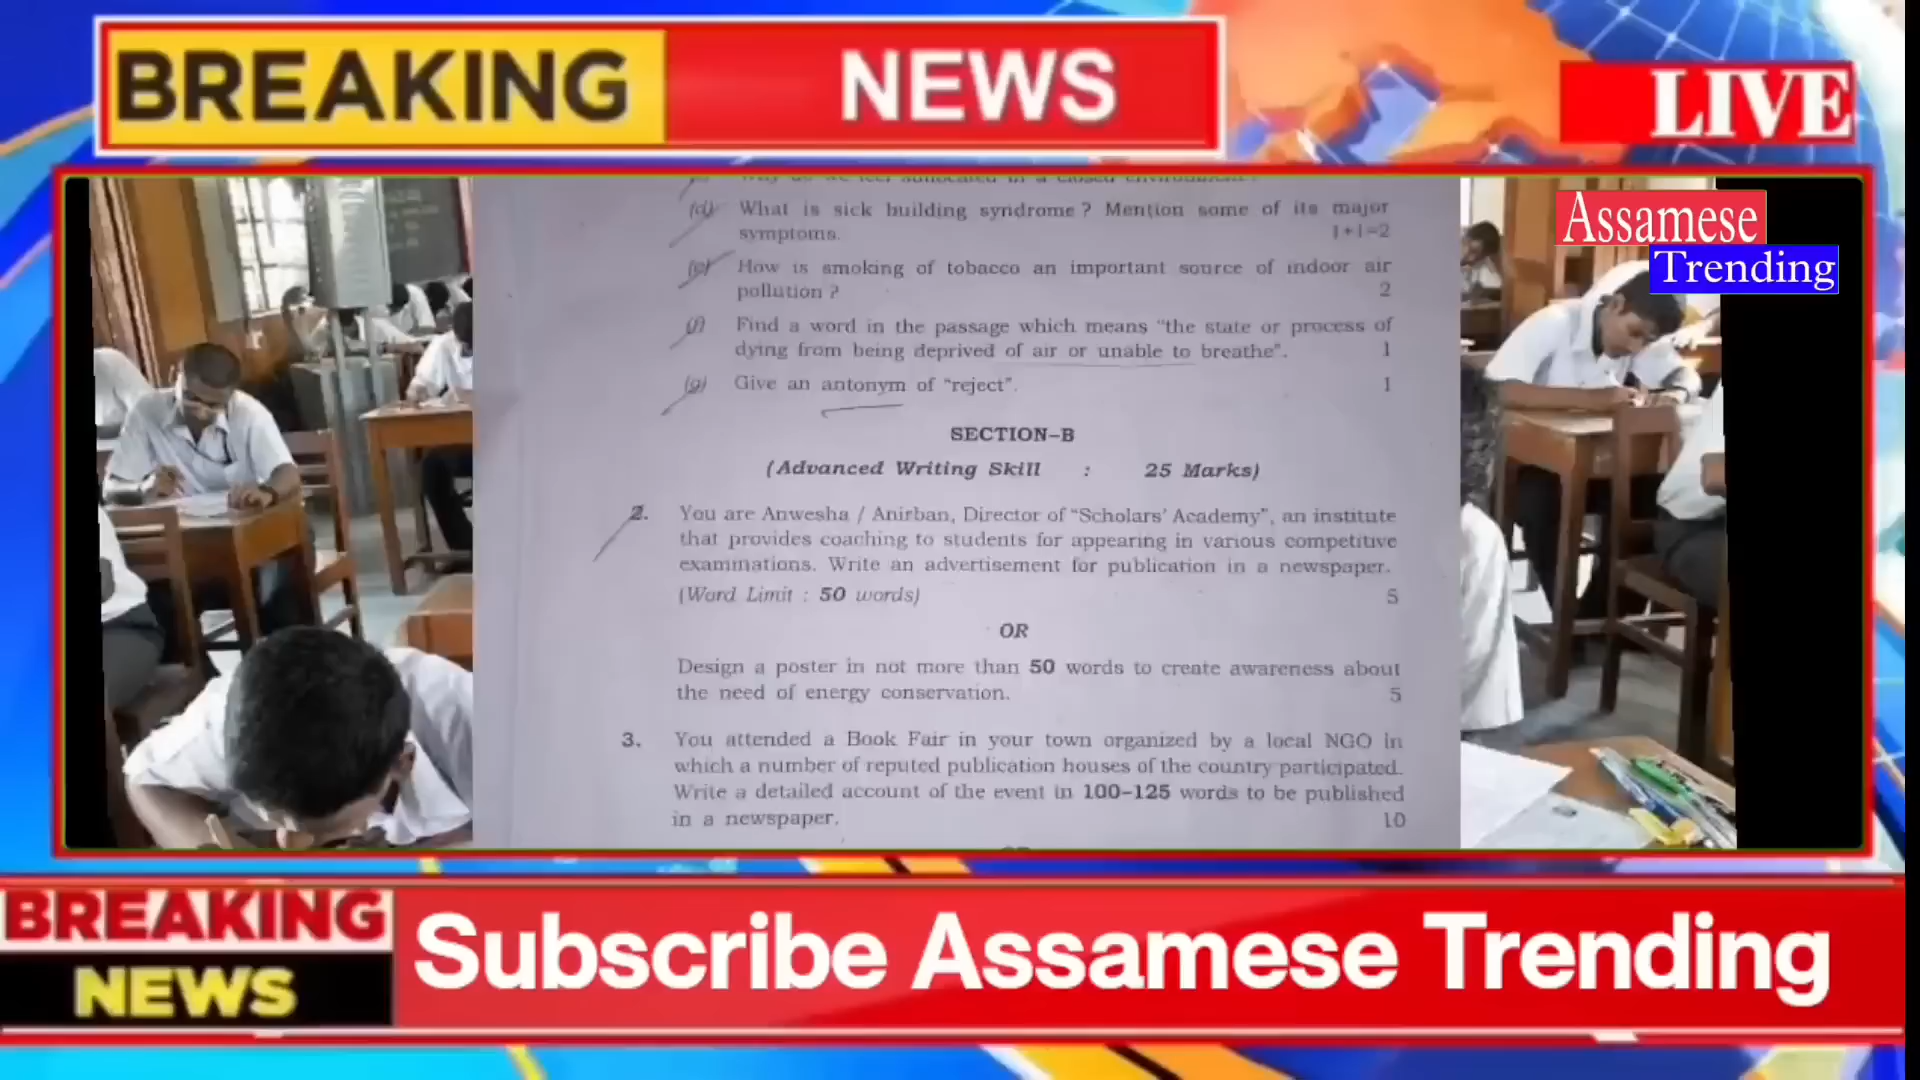 BREAKING NEWS
LIVE
Assamese
Trending
(d) What is sick building syndrome? Mention some of its major
symptoms. 1+1=2
(e) How is smoking of tobacco an important source of indoor air
pollution? 2
(f) Find a word in the passage which means "the state or process of
dying from being deprived of air or unable to breathe". 1
(g) Give an antonym of "reject". 1
SECTION-B
(Advanced Writing Skill : 25 Marks)
2. You are Anwesha / Anirban, Director of "Scholars' Academy", an institute
that provides coaching to students for appearing in various competitive
examinations. Write an advertisement for publication in a newspaper.
(Word Limit : 50 words) 5
OR
Design a poster in not more than 50 words to create awareness about
the need of energy conservation. 5
3. You attended a Book Fair in your town organized by a local NGO in
which a number of reputed publication houses of the country participated.
Write a detailed account of the event in 100-125 words to be published
in a newspaper. 10
BREAKING
NEWS
Subscribe Assamese Trending